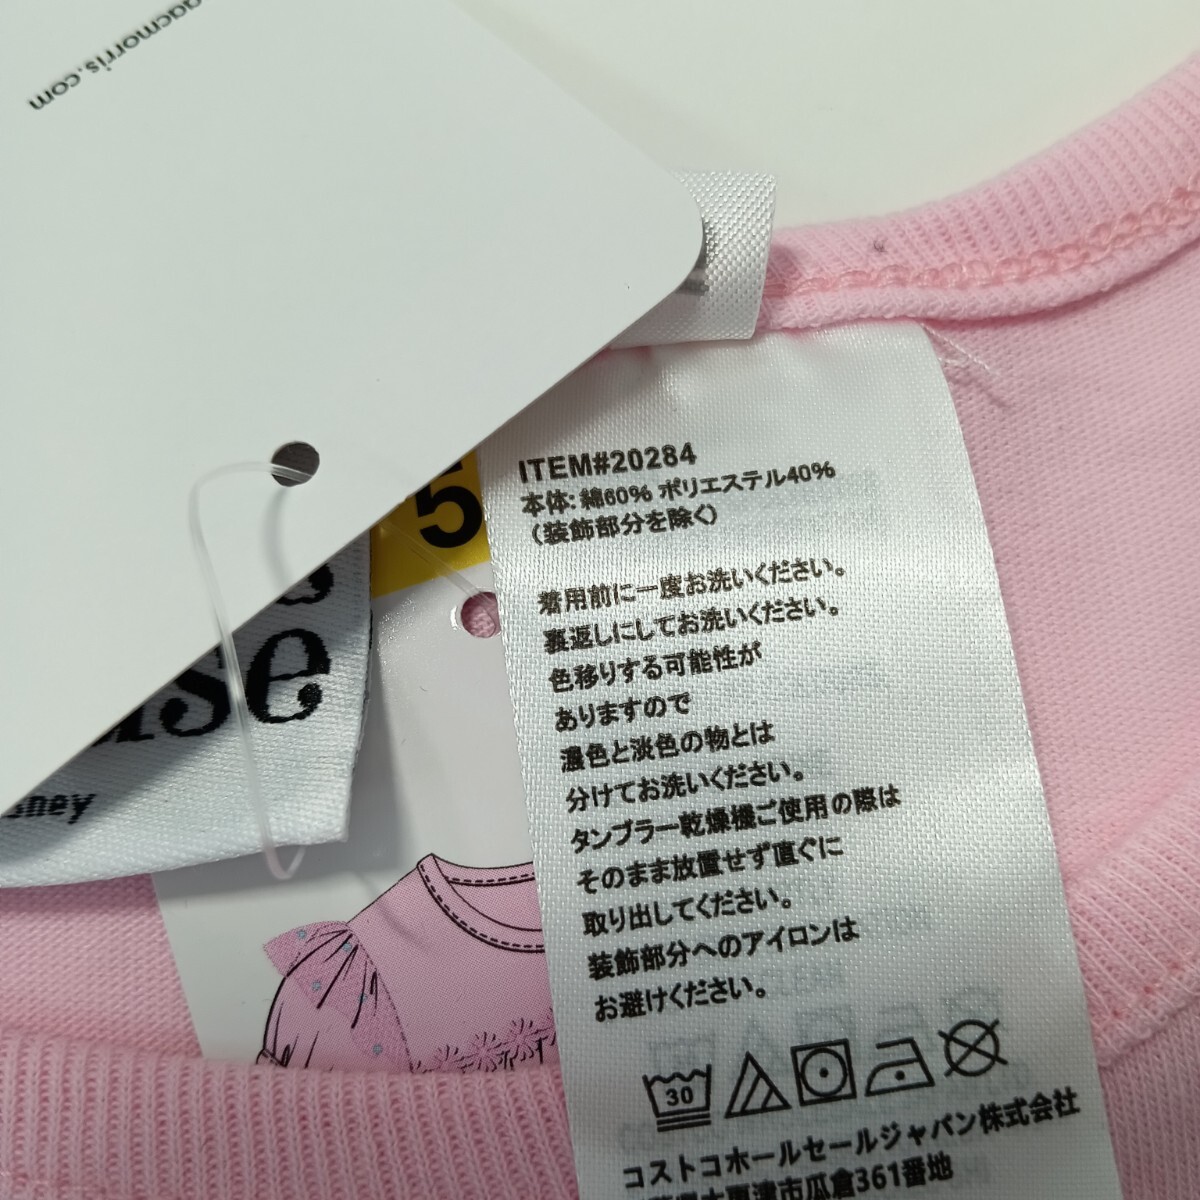 gacmorris.com
5
use
sney
ITEM#20284
本体: 綿60% ポリエステル40%
(装飾部分を除く)
着用前に一度お洗いください。
裏返しにしてお洗いください。
色移りする可能性が
ありますので
濃色と淡色の物とは
分けてお洗いください。
タンブラー乾燥機ご使用の際は
そのまま放置せず直ぐに
取り出してください。
装飾部分へのアイロンは
お避けください。
30
コストコホールセールジャパン株式会社
木更津市瓜倉361番地